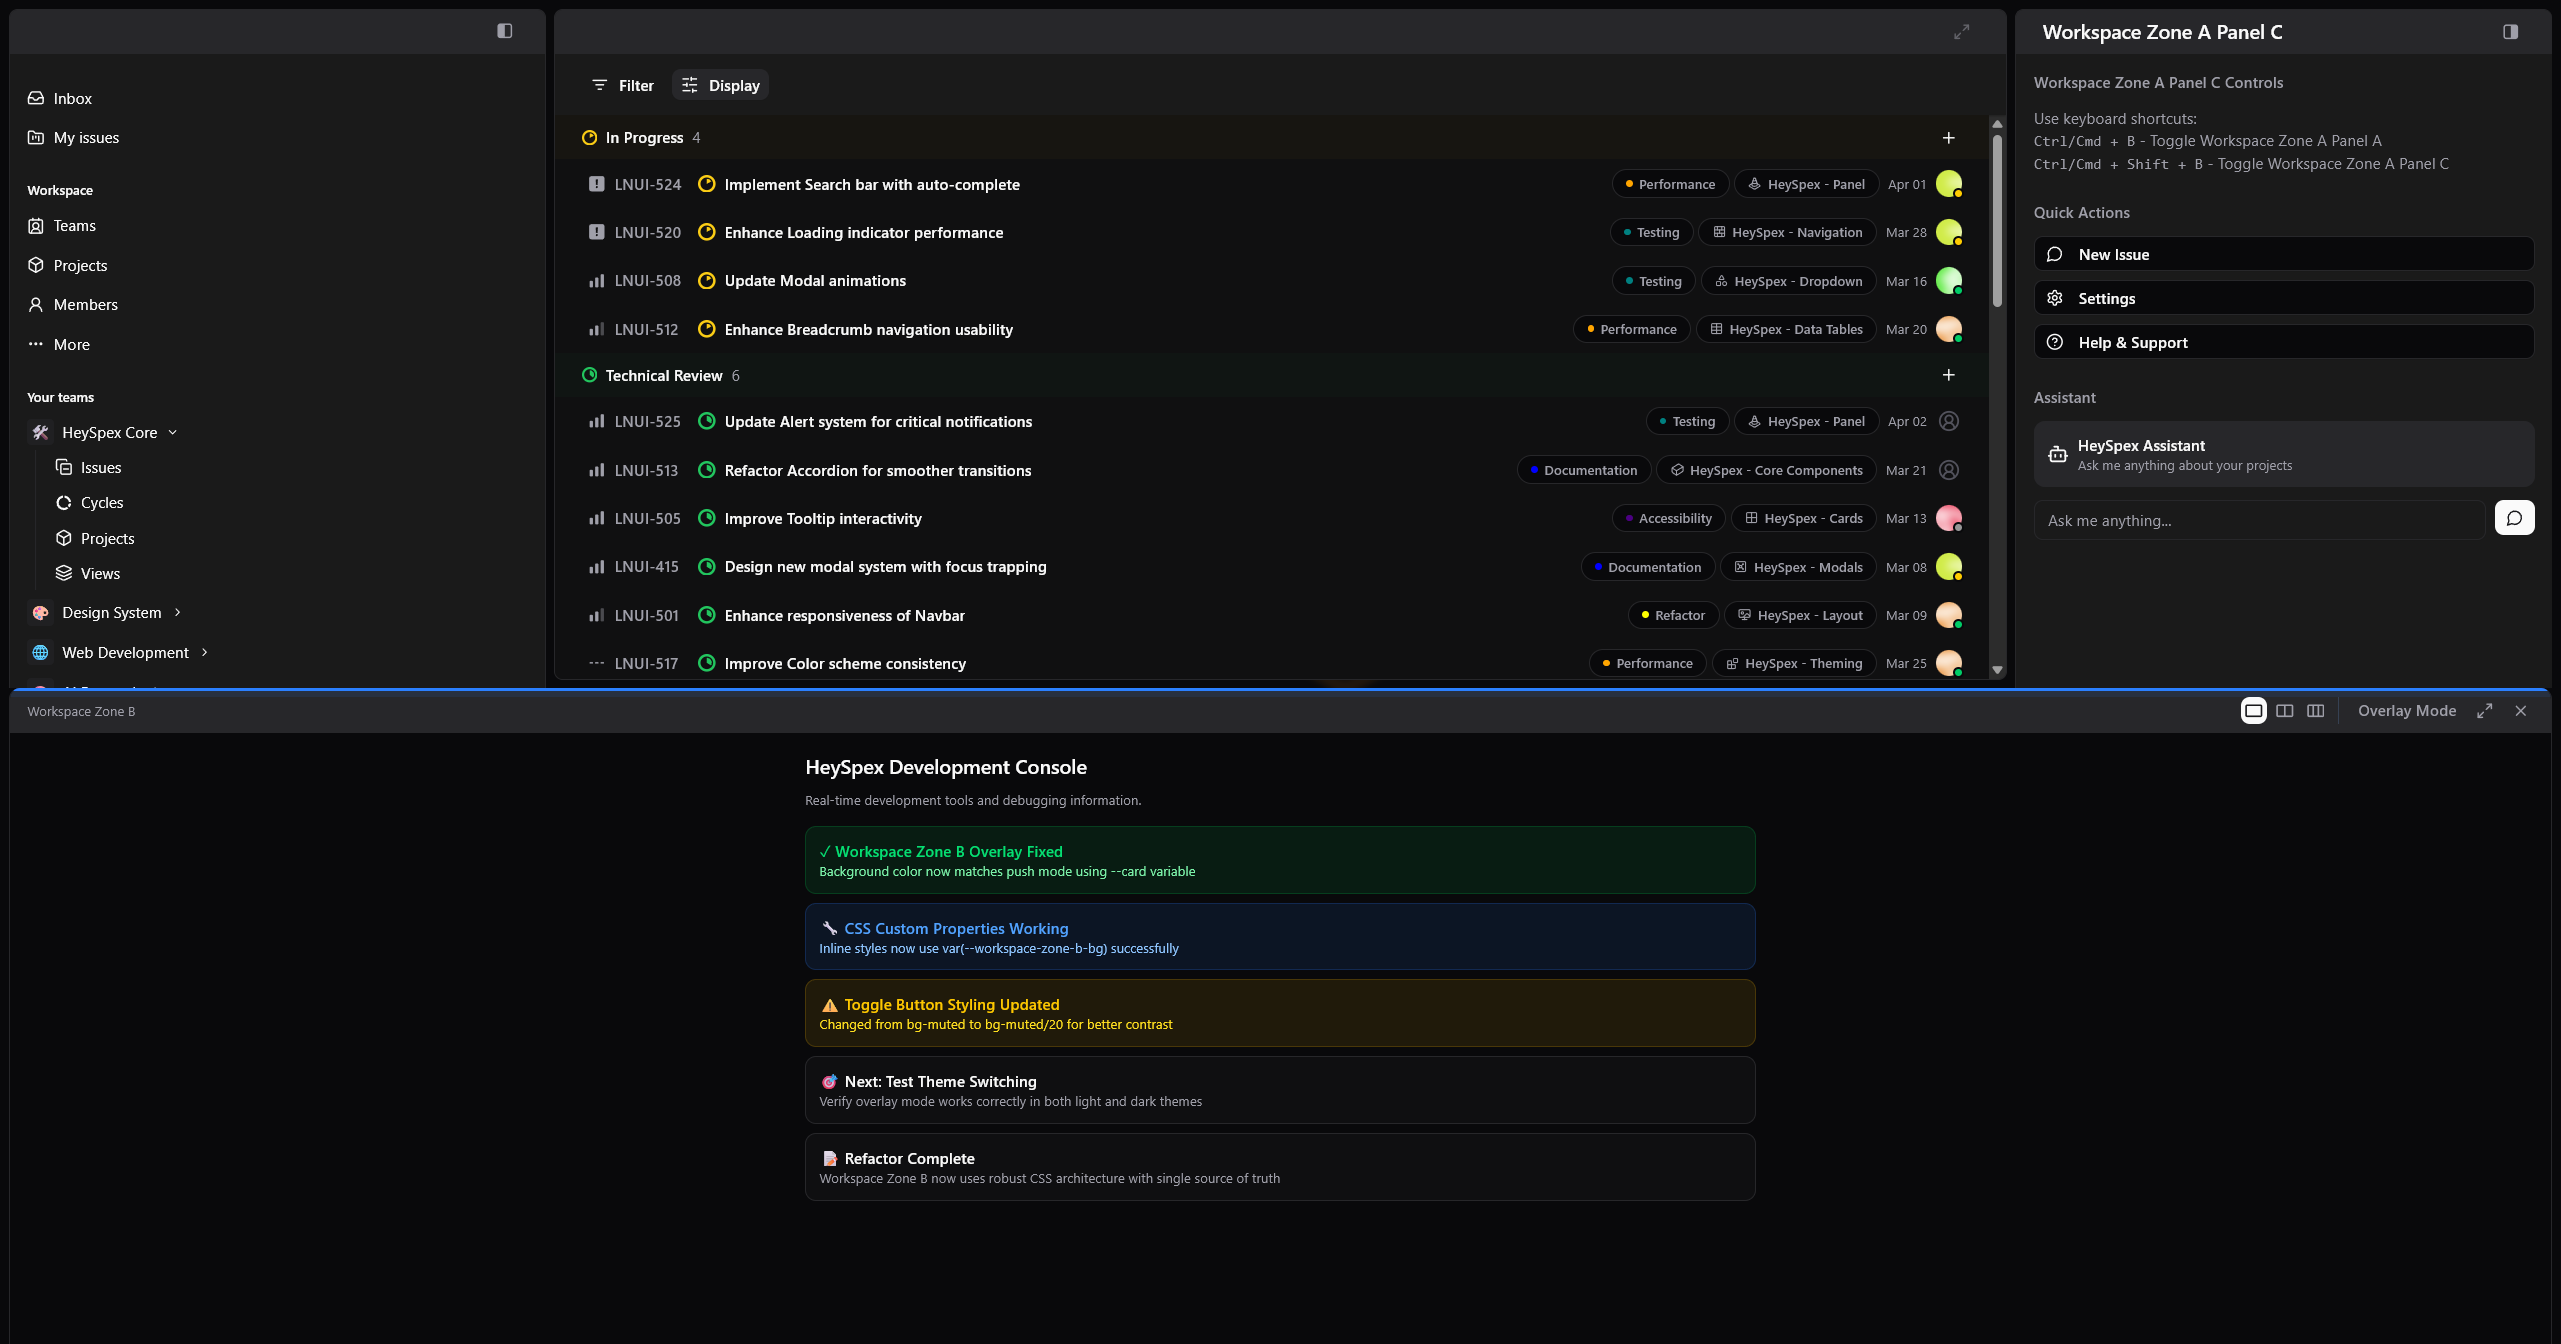 Inbox
My issues
Workspace
Teams
Projects
Members
More
Your teams
HeySpex Core
Issues
Cycles
Projects
Views
Design System
Web Development
Filter
Display
In Progress 4
LNUI-524 Implement Search bar with auto-complete Performance HeySpex - Panel Apr 01
LNUI-520 Enhance Loading indicator performance Testing HeySpex - Navigation Mar 28
LNUI-508 Update Modal animations Testing HeySpex - Dropdown Mar 16
LNUI-512 Enhance Breadcrumb navigation usability Performance HeySpex - Data Tables Mar 20
Technical Review 6
LNUI-525 Update Alert system for critical notifications Testing HeySpex - Panel Apr 02
LNUI-513 Refactor Accordion for smoother transitions Documentation HeySpex - Core Components Mar 21
LNUI-505 Improve Tooltip interactivity Accessibility HeySpex - Cards Mar 13
LNUI-415 Design new modal system with focus trapping Documentation HeySpex - Modals Mar 08
LNUI-501 Enhance responsiveness of Navbar Refactor HeySpex - Layout Mar 09
LNUI-517 Improve Color scheme consistency Performance HeySpex - Theming Mar 25
Workspace Zone A Panel C
Workspace Zone A Panel C Controls
Use keyboard shortcuts:
Ctrl/Cmd + B - Toggle Workspace Zone A Panel A
Ctrl/Cmd + Shift + B - Toggle Workspace Zone A Panel C
Quick Actions
New Issue
Settings
Help & Support
Assistant
HeySpex Assistant
Ask me anything about your projects
Ask me anything...
Workspace Zone B
Overlay Mode
HeySpex Development Console
Real-time development tools and debugging information.
✓ Workspace Zone B Overlay Fixed
Background color now matches push mode using --card variable
🔧 CSS Custom Properties Working
Inline styles now use var(--workspace-zone-b-bg) successfully
⚠️ Toggle Button Styling Updated
Changed from bg-muted to bg-muted/20 for better contrast
🎯 Next: Test Theme Switching
Verify overlay mode works correctly in both light and dark themes
📝 Refactor Complete
Workspace Zone B now uses robust CSS architecture with single source of truth